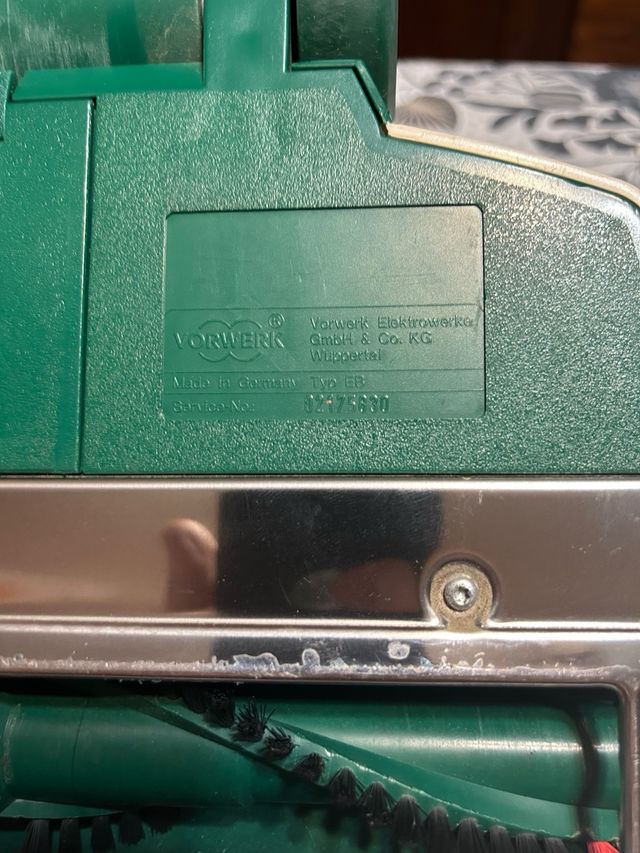 VORWERK ®
Vorwerk Elektrowerke
GmbH & Co. KG
Wuppertal
Made in Germany Typ EB
Service-No.: